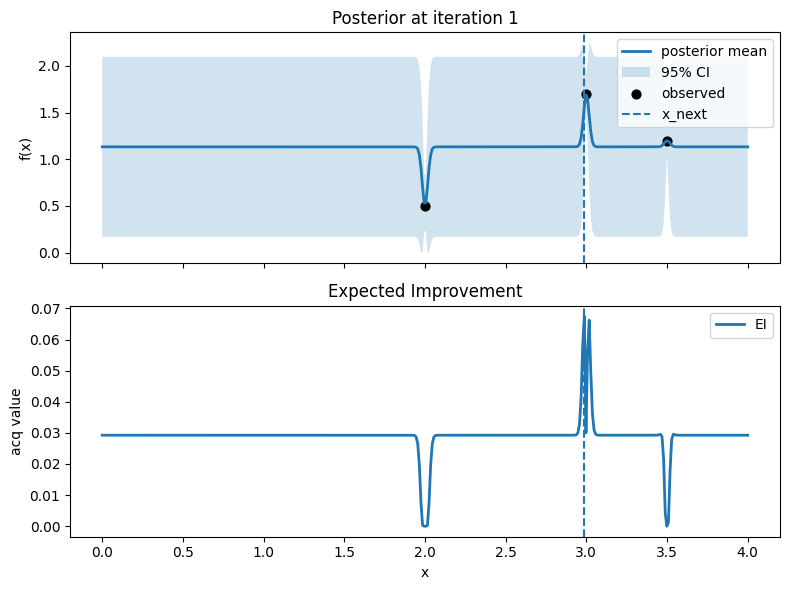 Posterior at iteration 1
f(x)
2.0
1.5
1.0
0.5
0.0
posterior mean
95% CI
observed
x_next
Expected Improvement
acq value
0.07
0.06
0.05
0.04
0.03
0.02
0.01
0.00
EI
0.0 0.5 1.0 1.5 2.0 2.5 3.0 3.5 4.0
x